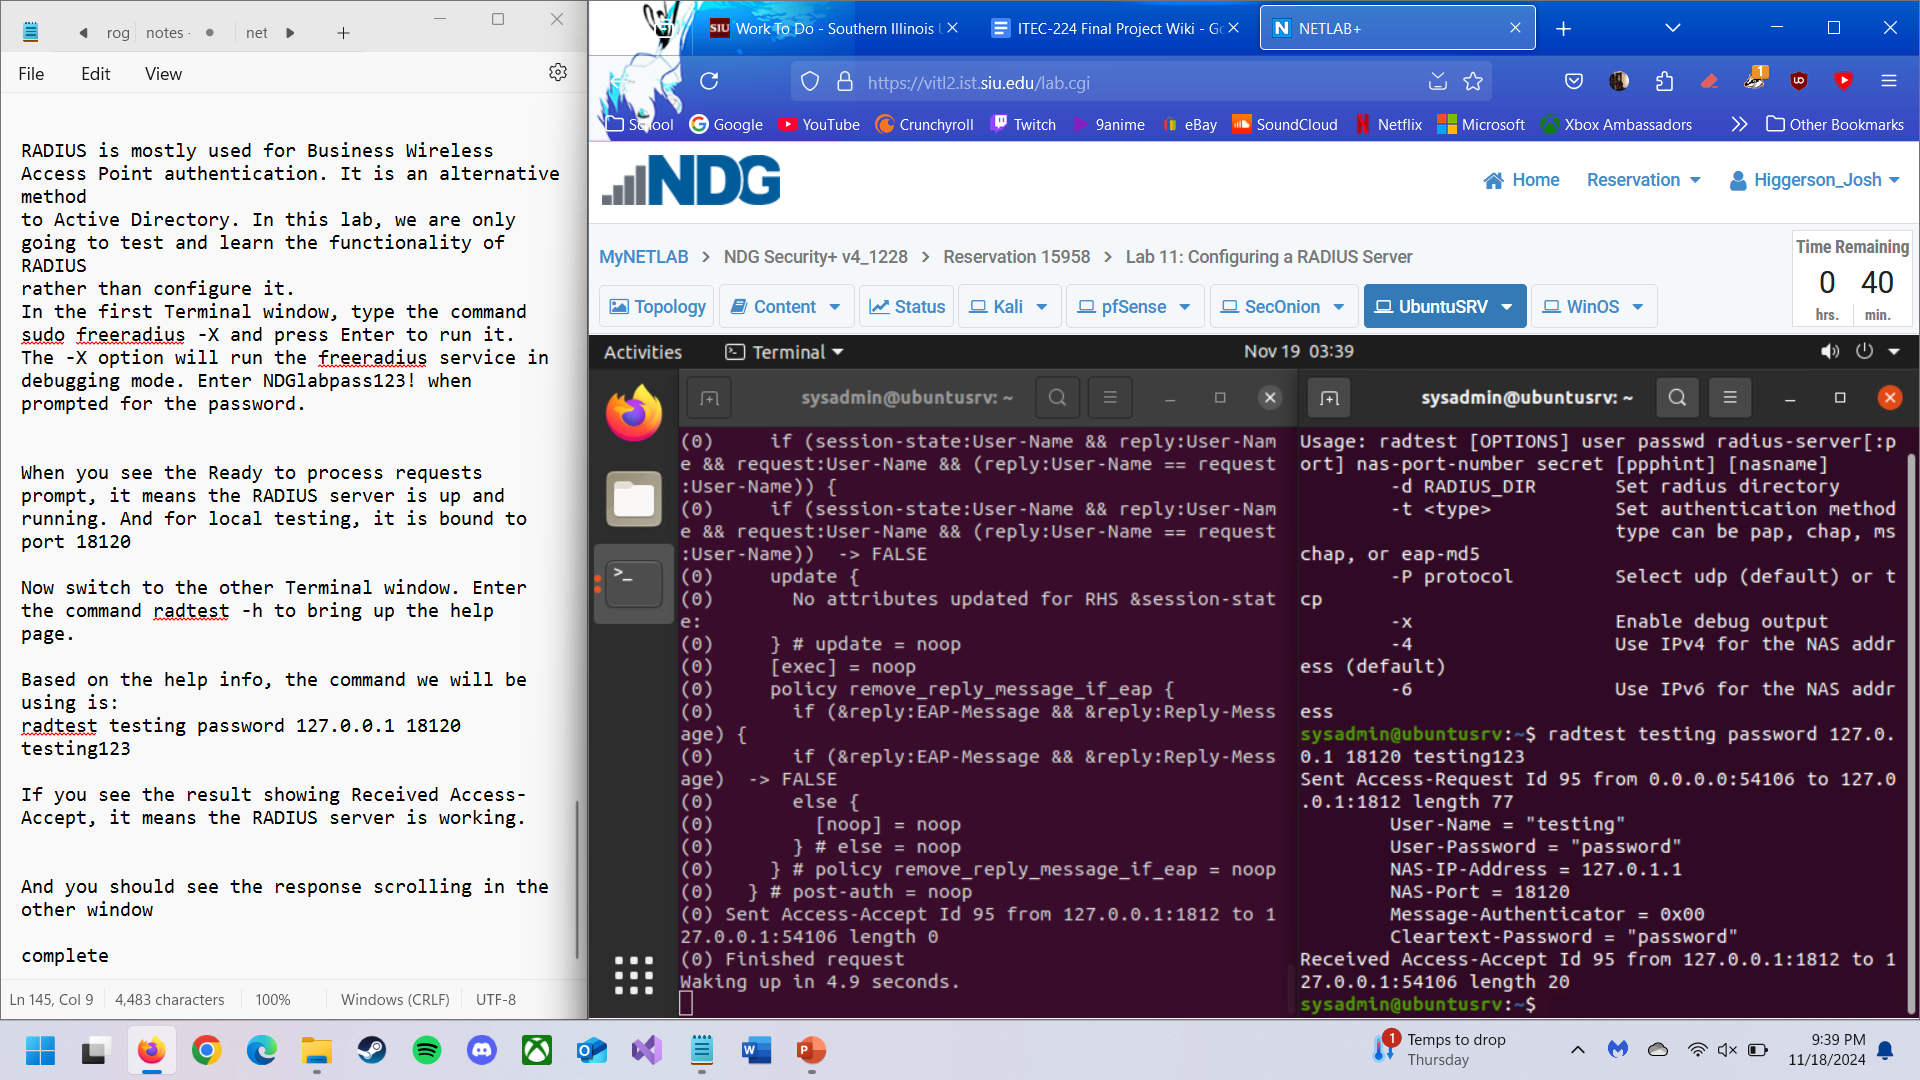 rog
notes
net
File
Edit
View
RADIUS is mostly used for Business Wireless
Access Point authentication. It is an alternative
method
to Active Directory. In this lab, we are only
going to test and learn the functionality of
RADIUS
rather than configure it.
In the first Terminal window, type the command
sudo freeradius -X and press Enter to run it.
The -X option will run the freeradius service in
debugging mode. Enter NDGlabpass123! when
prompted for the password.
When you see the Ready to process requests
prompt, it means the RADIUS server is up and
running. And for local testing, it is bound to
port 18120
Now switch to the other Terminal window. Enter
the command radtest -h to bring up the help
page.
Based on the help info, the command we will be
using is:
radtest testing password 127.0.0.1 18120
testing123
If you see the result showing Received Access-
Accept, it means the RADIUS server is working.
And you should see the response scrolling in the
other window
complete
Ln 145, Col 9
4,483 characters
100%
Windows (CRLF)
UTF-8
SIU Work To Do - Southern Illinois
ITEC-224 Final Project Wiki - Go
N NETLAB+
https://vitl2.ist.siu.edu/lab.cgi
1
School
Google
YouTube
Crunchyroll
Twitch
9anime
eBay
SoundCloud
Netflix
Microsoft
Xbox Ambassadors
Other Bookmarks
NDG
Home
Reservation
Higgerson_Josh
MyNETLAB > NDG Security+ v4_1228 > Reservation 15958 > Lab 11: Configuring a RADIUS Server
Time Remaining
0 40
hrs. min.
Topology
Content
Status
Kali
pfSense
SecOnion
UbuntuSRV
WinOS
Activities
Terminal
Nov 19 03:39
sysadmin@ubuntusrv: ~
(0)     if (session-state:User-Name && reply:User-Nam
e && request:User-Name && (reply:User-Name == request
:User-Name)) {
(0)     if (session-state:User-Name && reply:User-Nam
e && request:User-Name && (reply:User-Name == request
:User-Name))  -> FALSE
(0)     update {
(0)       No attributes updated for RHS &session-stat
e:
(0)     } # update = noop
(0)     [exec] = noop
(0)     policy remove_reply_message_if_eap {
(0)       if (&reply:EAP-Message && &reply:Reply-Mess
age) {
(0)       if (&reply:EAP-Message && &reply:Reply-Mess
age)  -> FALSE
(0)       else {
(0)         [noop] = noop
(0)       } # else = noop
(0)     } # policy remove_reply_message_if_eap = noop
(0)   } # post-auth = noop
(0) Sent Access-Accept Id 95 from 127.0.0.1:1812 to 1
27.0.0.1:54106 length 0
(0) Finished request
Waking up in 4.9 seconds.
sysadmin@ubuntusrv: ~
Usage: radtest [OPTIONS] user passwd radius-server[:p
ort] nas-port-number secret [ppphint] [nasname]
-d RADIUS_DIR       Set radius directory
-t <type>           Set authentication method
type can be pap, chap, ms
chap, or eap-md5
-P protocol         Select udp (default) or t
cp
-x                  Enable debug output
-4                  Use IPv4 for the NAS addr
ess (default)
-6                  Use IPv6 for the NAS addr
ess
sysadmin@ubuntusrv:~$ radtest testing password 127.0.
0.1 18120 testing123
Sent Access-Request Id 95 from 0.0.0.0:54106 to 127.0
.0.1:1812 length 77
User-Name = "testing"
User-Password = "password"
NAS-IP-Address = 127.0.1.1
NAS-Port = 18120
Message-Authenticator = 0x00
Cleartext-Password = "password"
Received Access-Accept Id 95 from 127.0.0.1:1812 to 1
27.0.0.1:54106 length 20
sysadmin@ubuntusrv:~$
1
Temps to drop
Thursday
9:39 PM
11/18/2024